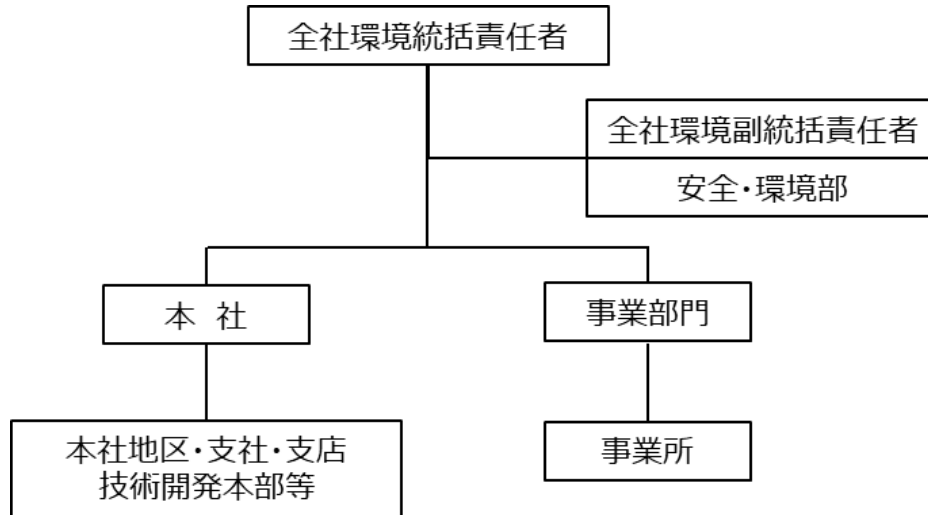 全社環境統括責任者
全社環境副統括責任者
安全・環境部
本 社
事業部門
本社地区・支社・支店
技術開発本部等
事業所